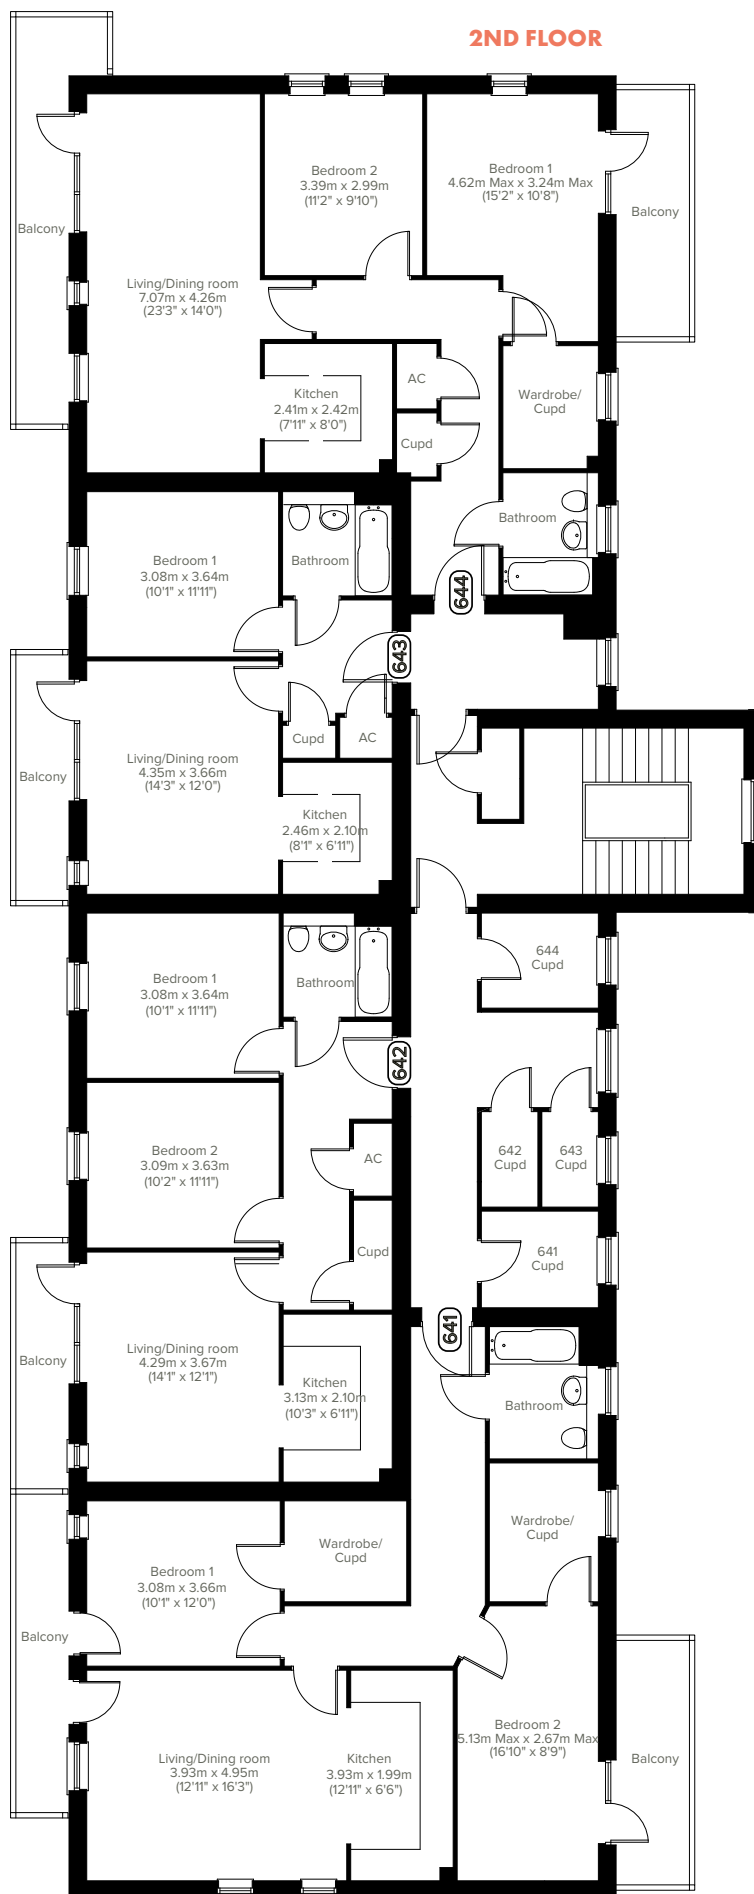 2ND FLOOR
Balcony
Bedroom 2
3.39m x 2.99m
(11'2" x 9'10")
Bedroom 1
4.62m Max x 3.24m Max
(15'2" x 10'8")
Balcony
Living/Dining room
7.07m x 4.26m
(23'3" x 14'0")
Kitchen
2.41m x 2.42m
(7'11" x 8'0")
AC
Cupd
Wardrobe/
Cupd
Bathroom
644
Bedroom 1
3.08m x 3.64m
(10'1" x 11'11")
Bathroom
643
Balcony
Living/Dining room
4.35m x 3.66m
(14'3" x 12'0")
Cupd
AC
Kitchen
2.46m x 2.10m
(8'1" x 6'11")
Bedroom 1
3.08m x 3.64m
(10'1" x 11'11")
Bathroom
642
644
Cupd
Bedroom 2
3.09m x 3.63m
(10'2" x 11'11")
AC
Cupd
642
Cupd
643
Cupd
641
Cupd
641
Balcony
Living/Dining room
4.29m x 3.67m
(14'1" x 12'1")
Kitchen
3.13m x 2.10m
(10'3" x 6'11")
Bathroom
Wardrobe/
Cupd
Wardrobe/
Cupd
Bedroom 1
3.08m x 3.66m
(10'1" x 12'0")
Balcony
Living/Dining room
3.93m x 4.95m
(12'11" x 16'3")
Kitchen
3.93m x 1.99m
(12'11" x 6'6")
Bedroom 2
5.13m Max x 2.67m Max
(16'10" x 8'9")
Balcony